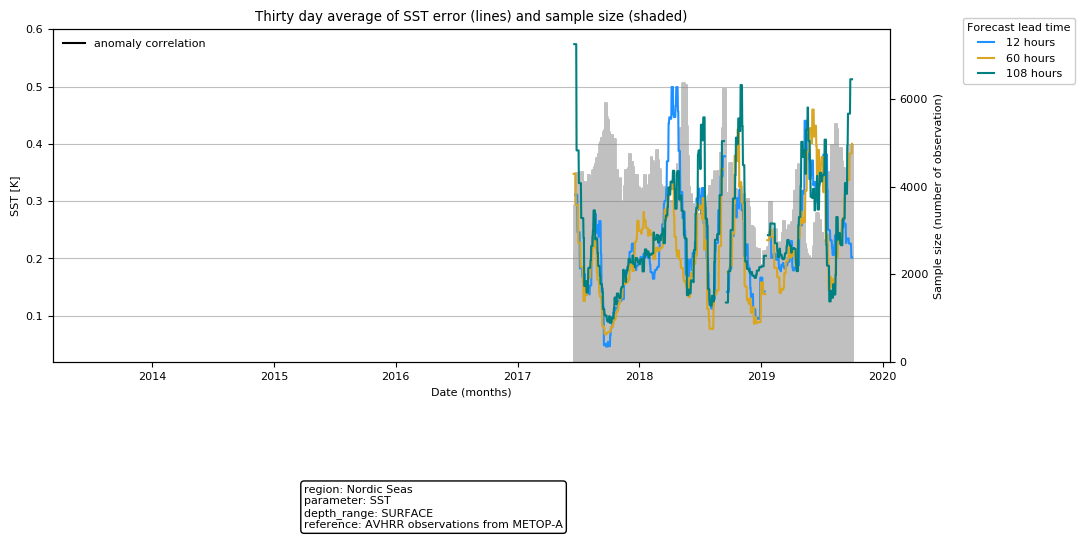 Thirty day average of SST error (lines) and sample size (shaded)
anomaly correlation
Forecast lead time
12 hours
60 hours
108 hours
SST [K]
0.6
0.5
0.4
0.3
0.2
0.1
Sample size (number of observation)
6000
4000
2000
0
2014
2015
2016
2017
2018
2019
2020
Date (months)
region: Nordic Seas
parameter: SST
depth_range: SURFACE
reference: AVHRR observations from METOP-A